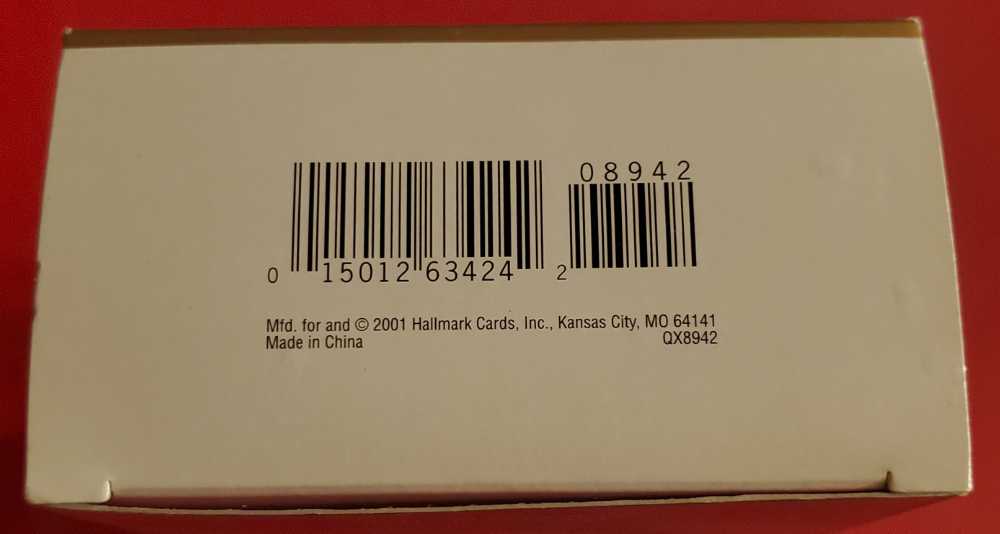 08942
0 15012 63424 2
Mfd. for and © 2001 Hallmark Cards, Inc., Kansas City, MO 64141
Made in China QX8942